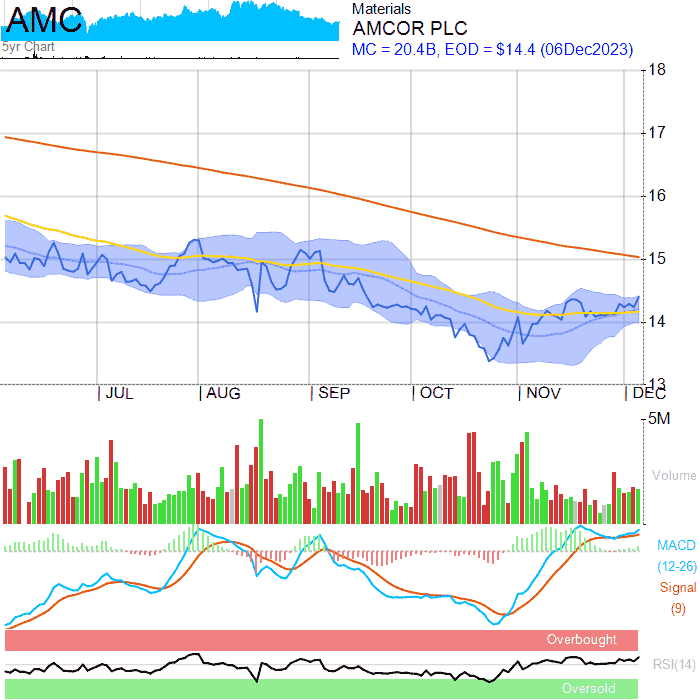 AMC
5yr Chart
Materials
AMCOR PLC
MC = 20.4B, EOD = $14.4 (06Dec2023)
18
17
16
15
14
13
JUL
AUG
SEP
OCT
NOV
DEC
5M
Volume
MACD
(12-26)
Signal
(9)
Overbought
RSI(14)
Oversold